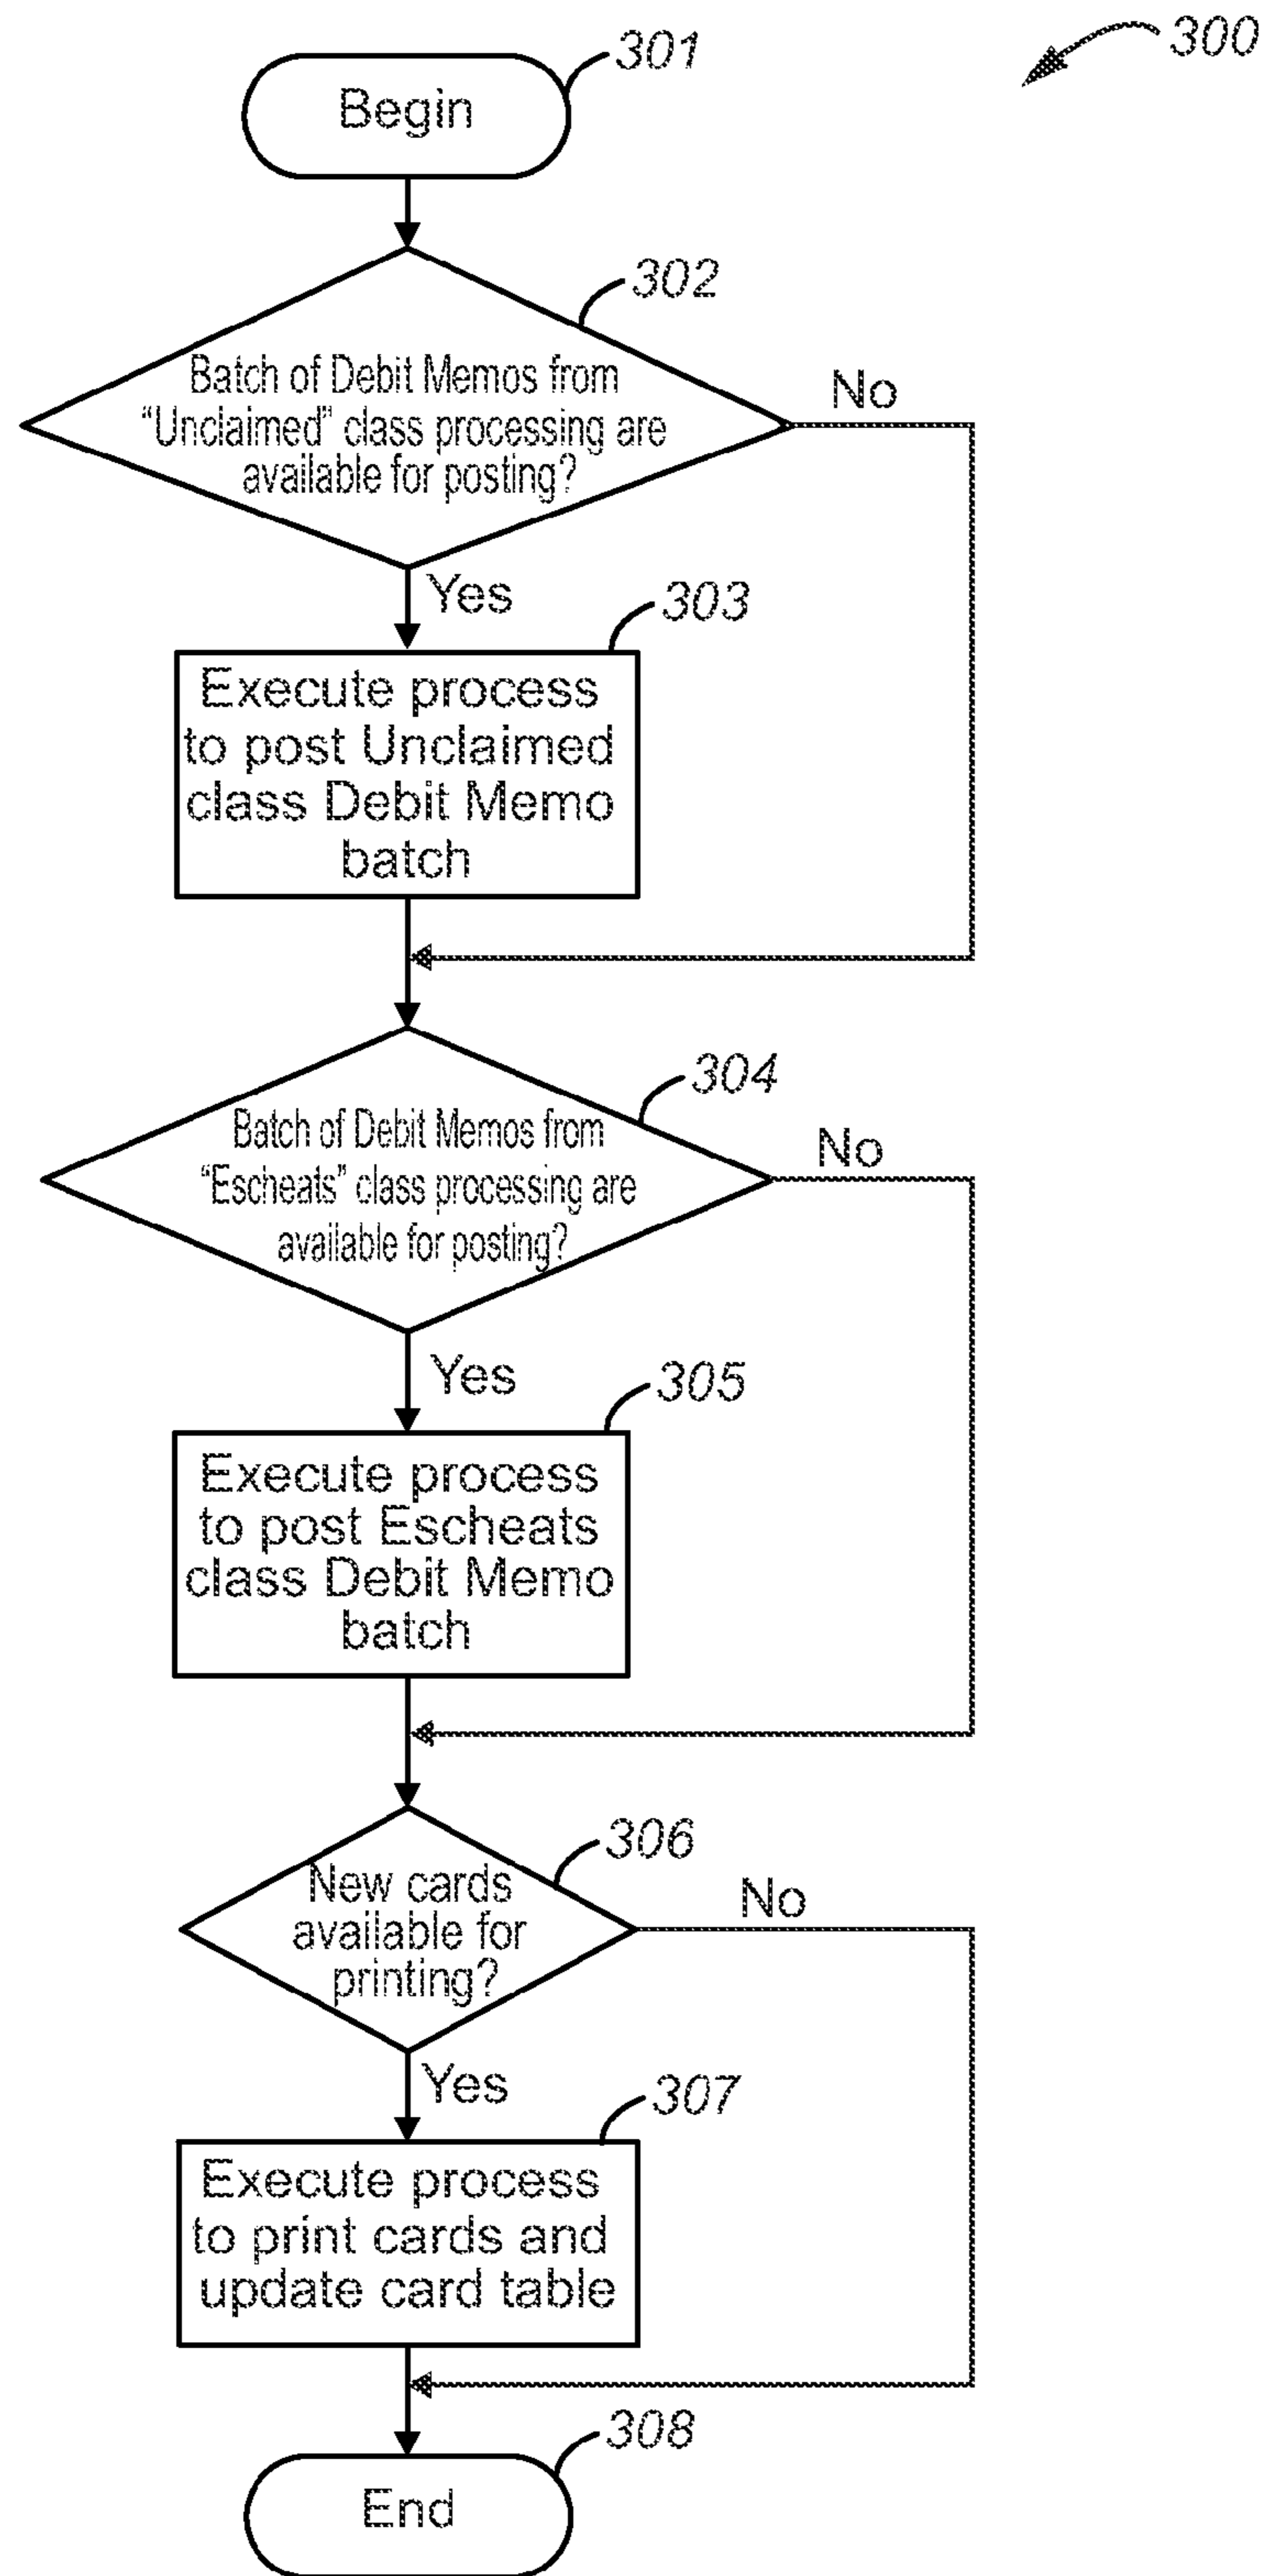 300
301
Begin
302
Batch of Debit Memos from
“Unclaimed” class processing are
available for posting?
No
Yes
303
Execute process
to post Unclaimed
class Debit Memo
batch
304
Batch of Debit Memos from
“Escheats” class processing are
available for posting?
No
Yes
305
Execute process
to post Escheats
class Debit Memo
batch
306
New cards
available for
printing?
No
Yes
307
Execute process
to print cards and
update card table
308
End